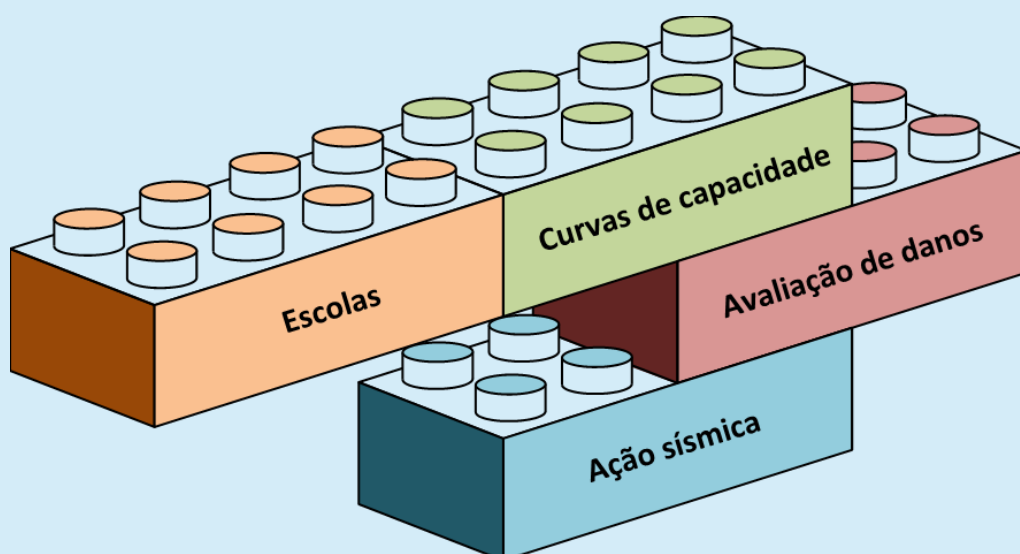 Escolas
Curvas de capacidade
Avaliação de danos
Ação sísmica